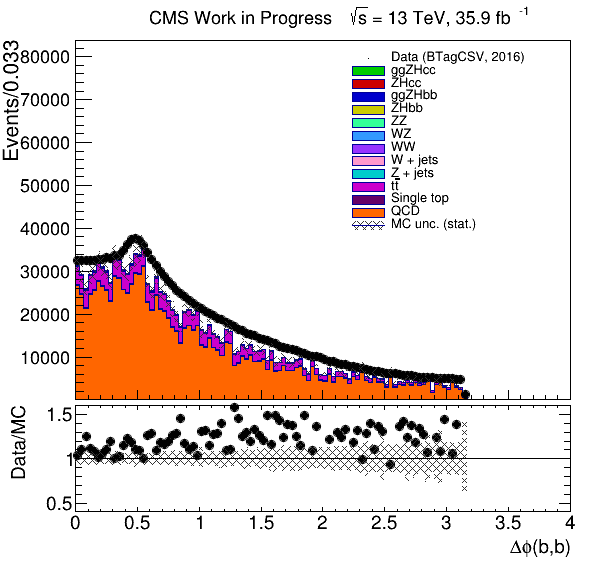 CMS Work in Progress √s = 13 TeV, 35.9 fb⁻¹
Events/0.033
80000
70000
60000
50000
40000
30000
20000
10000
Data (BTagCSV, 2016)
ggZHcc
ZHcc
ggZHbb
ZHbb
ZZ
WZ
WW
W + jets
Z + jets
tt̅
Single top
QCD
MC unc. (stat.)
Data/MC
1.5
1
0.5
0 0.5 1 1.5 2 2.5 3 3.5 4
Δϕ(b,b)